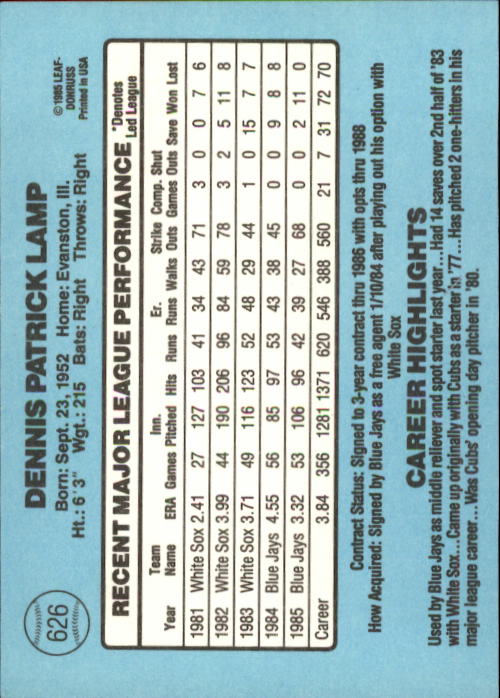 626
DENNIS PATRICK LAMP
©1985 LEAF-
DONRUSS
Printed in USA
Born: Sept. 23, 1952 Home: Evanston, Ill.
Ht.: 6' 3" Wgt.: 215 Bats: Right Throws: Right
RECENT MAJOR LEAGUE PERFORMANCE *Denotes Led League
Year Team Name ERA Games Inn. Pitched Hits Runs Er. Runs Walks Strike Outs Comp. Games Shut Outs Save Won Lost
1981 White Sox 2.41 27 127 103 41 34 43 71 3 0 0 7 6
1982 White Sox 3.99 44 190 206 96 84 59 78 3 2 5 11 8
1983 White Sox 3.71 49 116 123 52 48 29 44 1 0 15 7 7
1984 Blue Jays 4.55 56 85 97 53 43 38 45 0 0 9 8 8
1985 Blue Jays 3.32 53 106 96 42 39 27 68 0 0 2 11 0
Career 3.84 356 1281 1371 620 546 388 560 21 7 31 72 70
Contract Status: Signed to 3-year contract thru 1986 with opts thru 1988
How Acquired: Signed by Blue Jays as a free agent 1/10/84 after playing out his option with
White Sox
CAREER HIGHLIGHTS
Used by Blue Jays as middle reliever and spot starter last year...Had 14 saves over 2nd half of '83
with White Sox...Came up originally with Cubs as a starter in '77...Has pitched 2 one-hitters in his
major league career...Was Cubs' opening day pitcher in '80.